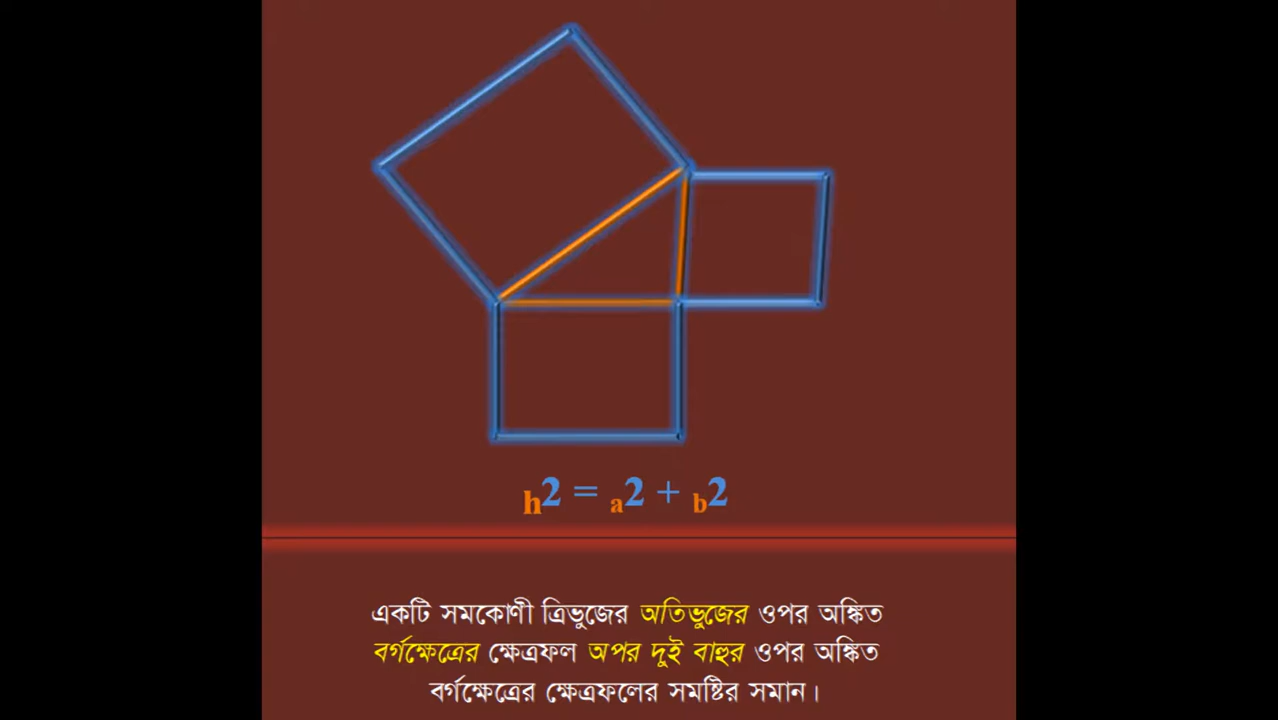 h2 = a2 + b2
একটি সমকোণী ত্রিভুজের অতিভুজের ওপর অঙ্কিত
বর্গক্ষেত্রের ক্ষেত্রফল অপর দুই বাহুর ওপর অঙ্কিত
বর্গক্ষেত্রের ক্ষেত্রফলের সমষ্টির সমান।